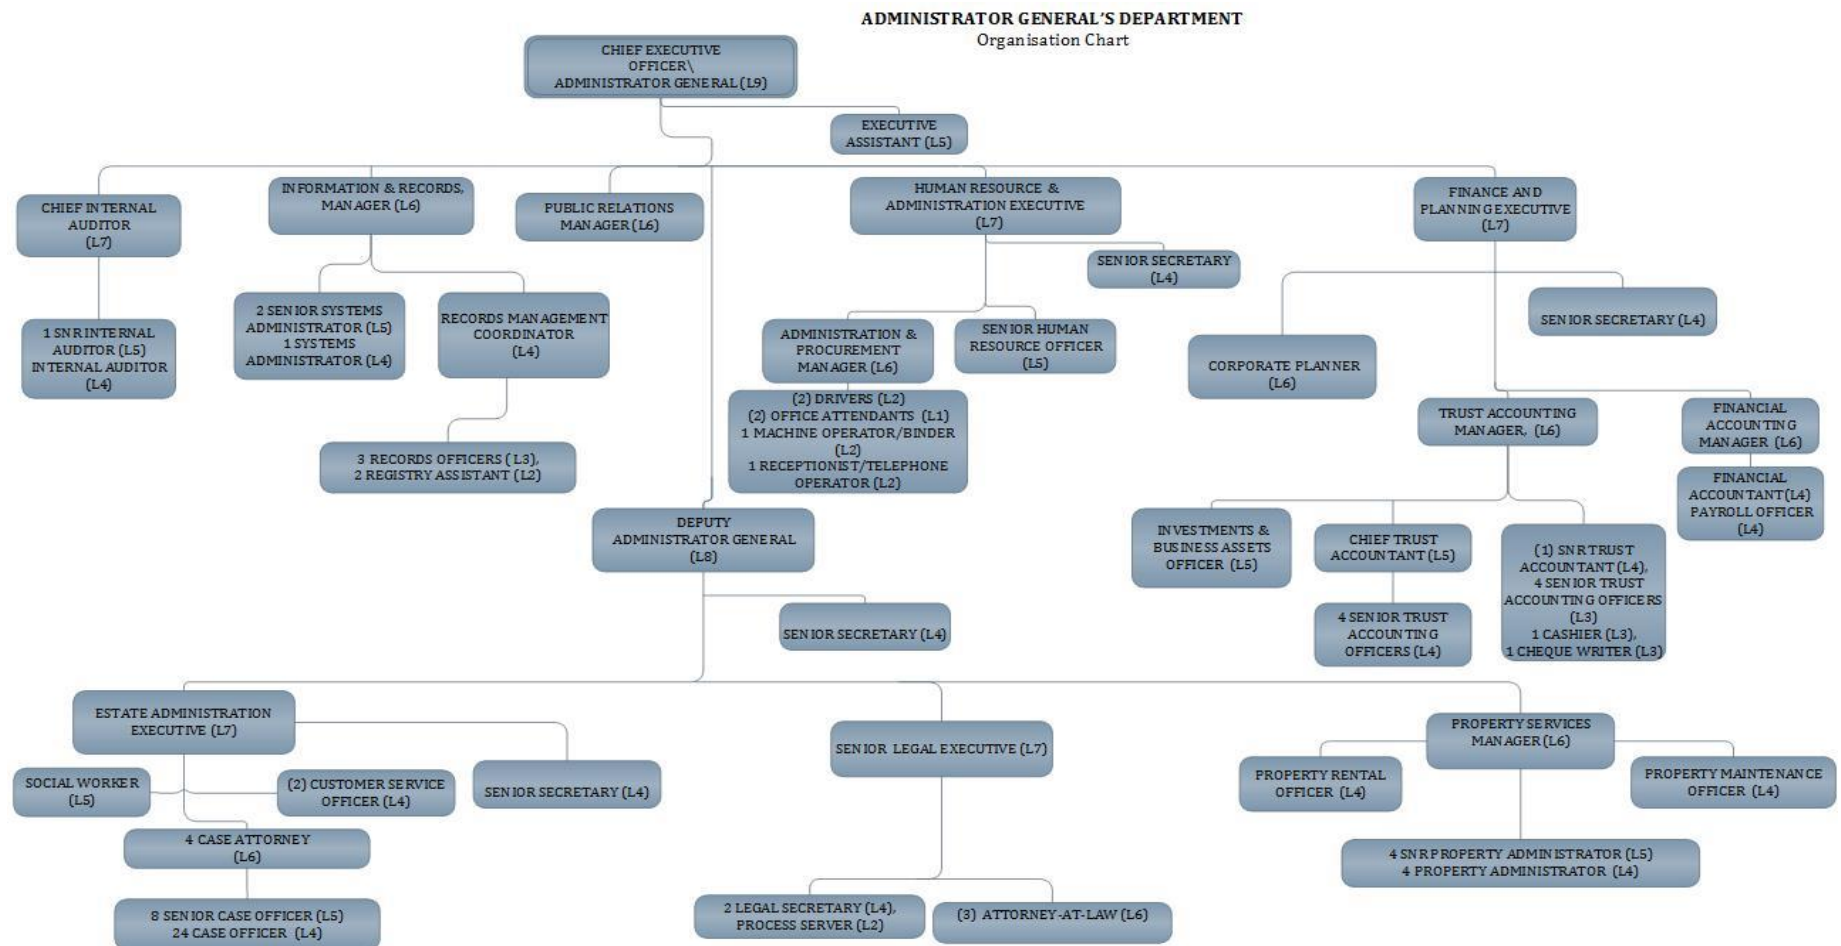 ADMINISTRATOR GENERAL'S DEPARTMENT
Organisation Chart
CHIEF EXECUTIVE
OFFICER\
ADMINISTRATOR GENERAL (L9)
EXECUTIVE
ASSISTANT (L5)
CHIEF INTERNAL
AUDITOR
(L7)
INFORMATION & RECORDS,
MANAGER (L6)
PUBLIC RELATIONS
MANAGER (L6)
HUMAN RESOURCE &
ADMINISTRATION EXECUTIVE
(L7)
FINANCE AND
PLANNING EXECUTIVE
(L7)
SENIOR SECRETARY
(L4)
1 SNR INTERNAL
AUDITOR (L5)
INTERNAL AUDITOR
(L4)
2 SENIOR SYSTEMS
ADMINISTRATOR (L5)
1 SYSTEMS
ADMINISTRATOR (L4)
RECORDS MANAGEMENT
COORDINATOR
(L4)
ADMINISTRATION &
PROCUREMENT
MANAGER (L6)
SENIOR HUMAN
RESOURCE OFFICER
(L5)
CORPORATE PLANNER
(L6)
SENIOR SECRETARY (L4)
(2) DRIVERS (L2)
(2) OFFICE ATTENDANTS (L1)
1 MACHINE OPERATOR/BINDER
(L2)
1 RECEPTIONIST/TELEPHONE
OPERATOR (L2)
TRUST ACCOUNTING
MANAGER, (L6)
FINANCIAL
ACCOUNTING
MANAGER (L6)
3 RECORDS OFFICERS (L3),
2 REGISTRY ASSISTANT (L2)
FINANCIAL
ACCOUNTANT (L4)
PAYROLL OFFICER
(L4)
DEPUTY
ADMINISTRATOR GENERAL
(L8)
INVESTMENTS &
BUSINESS ASSETS
OFFICER (L5)
CHIEF TRUST
ACCOUNTANT (L5)
(1) SNR TRUST
ACCOUNTANT (L4),
4 SENIOR TRUST
ACCOUNTING OFFICERS
(L3)
1 CASHIER (L3),
1 CHEQUE WRITER (L3)
SENIOR SECRETARY (L4)
4 SENIOR TRUST
ACCOUNTING
OFFICERS (L4)
ESTATE ADMINISTRATION
EXECUTIVE (L7)
SENIOR LEGAL EXECUTIVE (L7)
PROPERTY SERVICES
MANAGER (L6)
SOCIAL WORKER
(L5)
(2) CUSTOMER SERVICE
OFFICER (L4)
SENIOR SECRETARY (L4)
PROPERTY RENTAL
OFFICER (L4)
PROPERTY MAINTENANCE
OFFICER (L4)
4 CASE ATTORNEY
(L6)
4 SNR PROPERTY ADMINISTRATOR (L5)
4 PROPERTY ADMINISTRATOR (L4)
8 SENIOR CASE OFFICER (L5)
24 CASE OFFICER (L4)
2 LEGAL SECRETARY (L4),
PROCESS SERVER (L2)
(3) ATTORNEY-AT-LAW (L6)